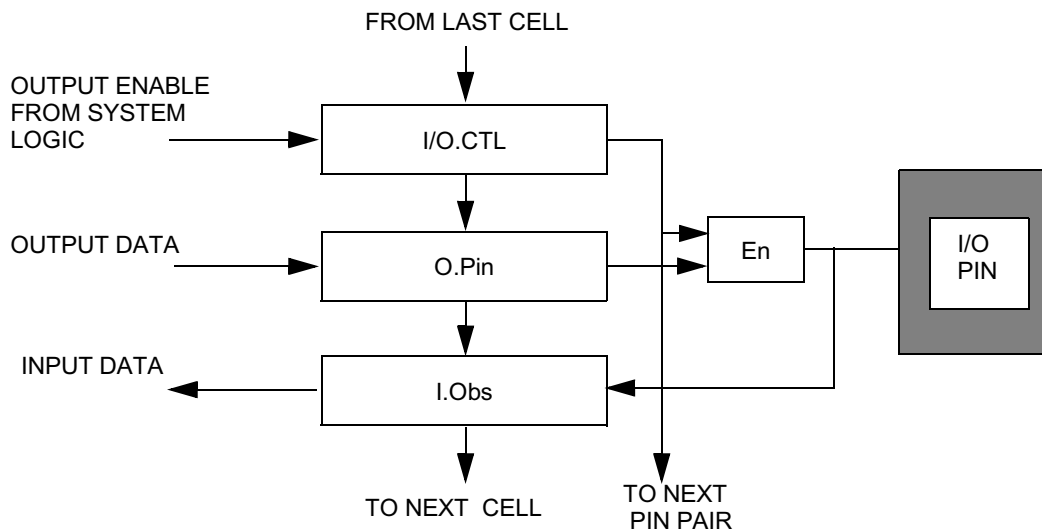 FROM LAST CELL
OUTPUT ENABLE
FROM SYSTEM
LOGIC
I/O.CTL
OUTPUT DATA
O.Pin
En
I/O
PIN
INPUT DATA
I.Obs
TO NEXT CELL
TO NEXT
PIN PAIR